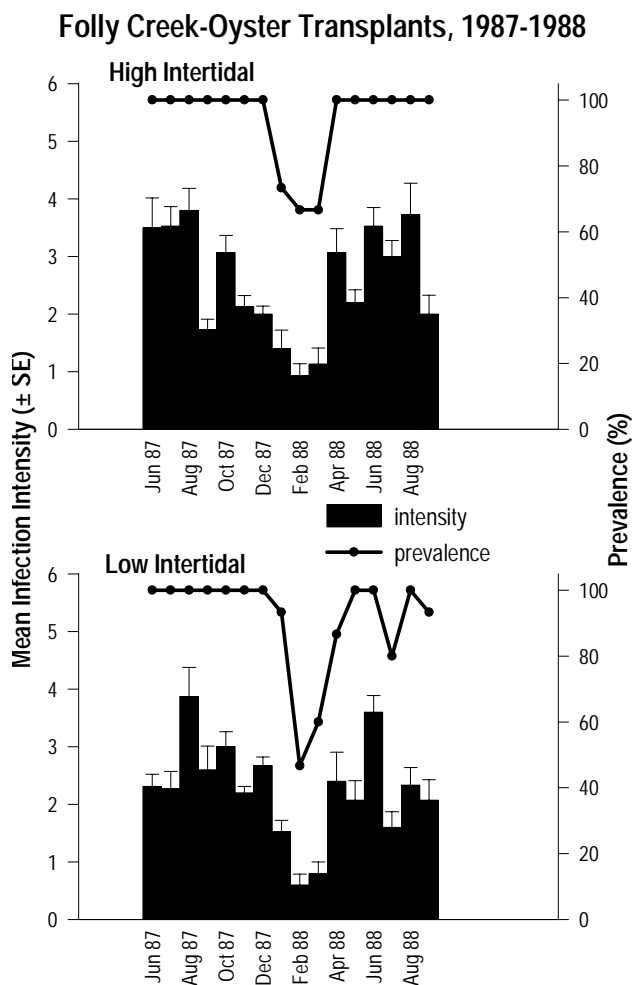 Folly Creek-Oyster Transplants, 1987-1988
High Intertidal
6
5
4
3
2
1
0
100
80
60
40
20
0
Jun 87
Aug 87
Oct 87
Dec 87
Feb 88
Apr 88
Jun 88
Aug 88
Mean Infection Intensity (± SE)
Prevalence (%)
intensity
prevalence
Low Intertidal
6
5
4
3
2
1
0
100
80
60
40
20
0
Jun 87
Aug 87
Oct 87
Dec 87
Feb 88
Apr 88
Jun 88
Aug 88